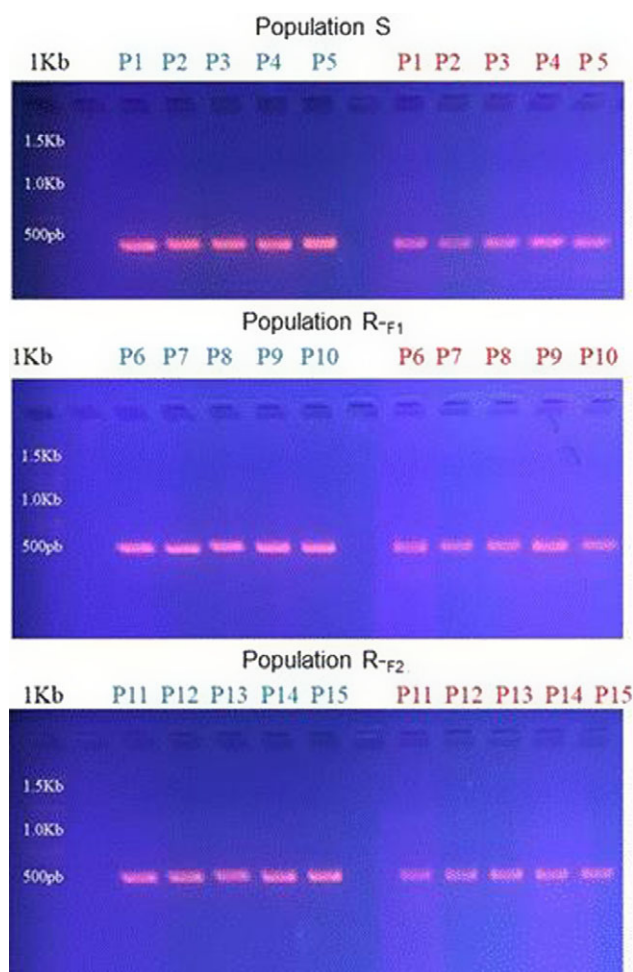 Population S
1Kb P1 P2 P3 P4 P5 P1 P2 P3 P4 P5
1.5Kb
1.0Kb
500pb
Population R-F1
1Kb P6 P7 P8 P9 P10 P6 P7 P8 P9 P10
1.5Kb
1.0Kb
500pb
Population R-F2
1Kb P11 P12 P13 P14 P15 P11 P12 P13 P14 P15
1.5Kb
1.0Kb
500pb